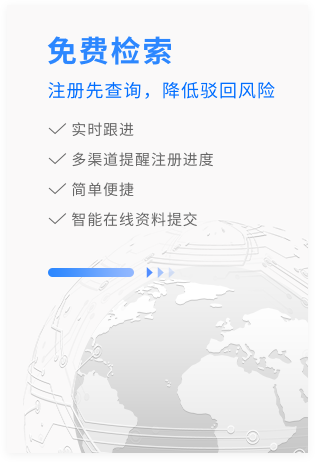 免费检索
注册先查询，降低驳回风险
实时跟进
多渠道提醒注册进度
简单便捷
智能在线资料提交